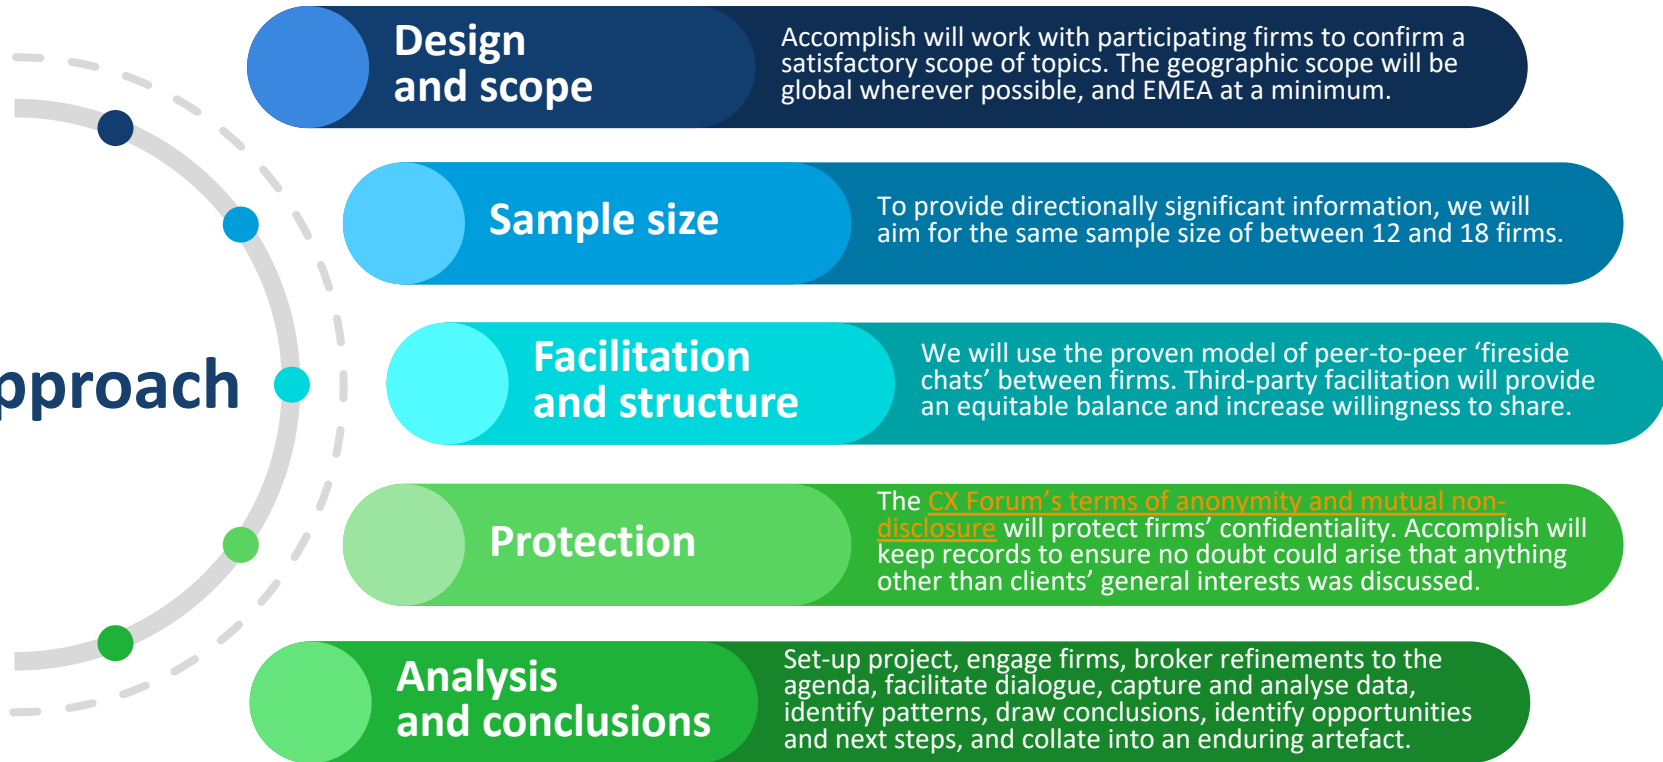 Design
and scope
Accomplish will work with participating firms to confirm a
satisfactory scope of topics. The geographic scope will be
global wherever possible, and EMEA at a minimum.
Sample size
To provide directionally significant information, we will
aim for the same sample size of between 12 and 18 firms.
pproach
Facilitation
and structure
We will use the proven model of peer-to-peer ‘fireside
chats’ between firms. Third-party facilitation will provide
an equitable balance and increase willingness to share.
Protection
The CX Forum’s terms of anonymity and mutual non-
disclosure will protect firms’ confidentiality. Accomplish will
keep records to ensure no doubt could arise that anything
other than clients’ general interests was discussed.
Analysis
and conclusions
Set-up project, engage firms, broker refinements to the
agenda, facilitate dialogue, capture and analyse data,
identify patterns, draw conclusions, identify opportunities
and next steps, and collate into an enduring artefact.